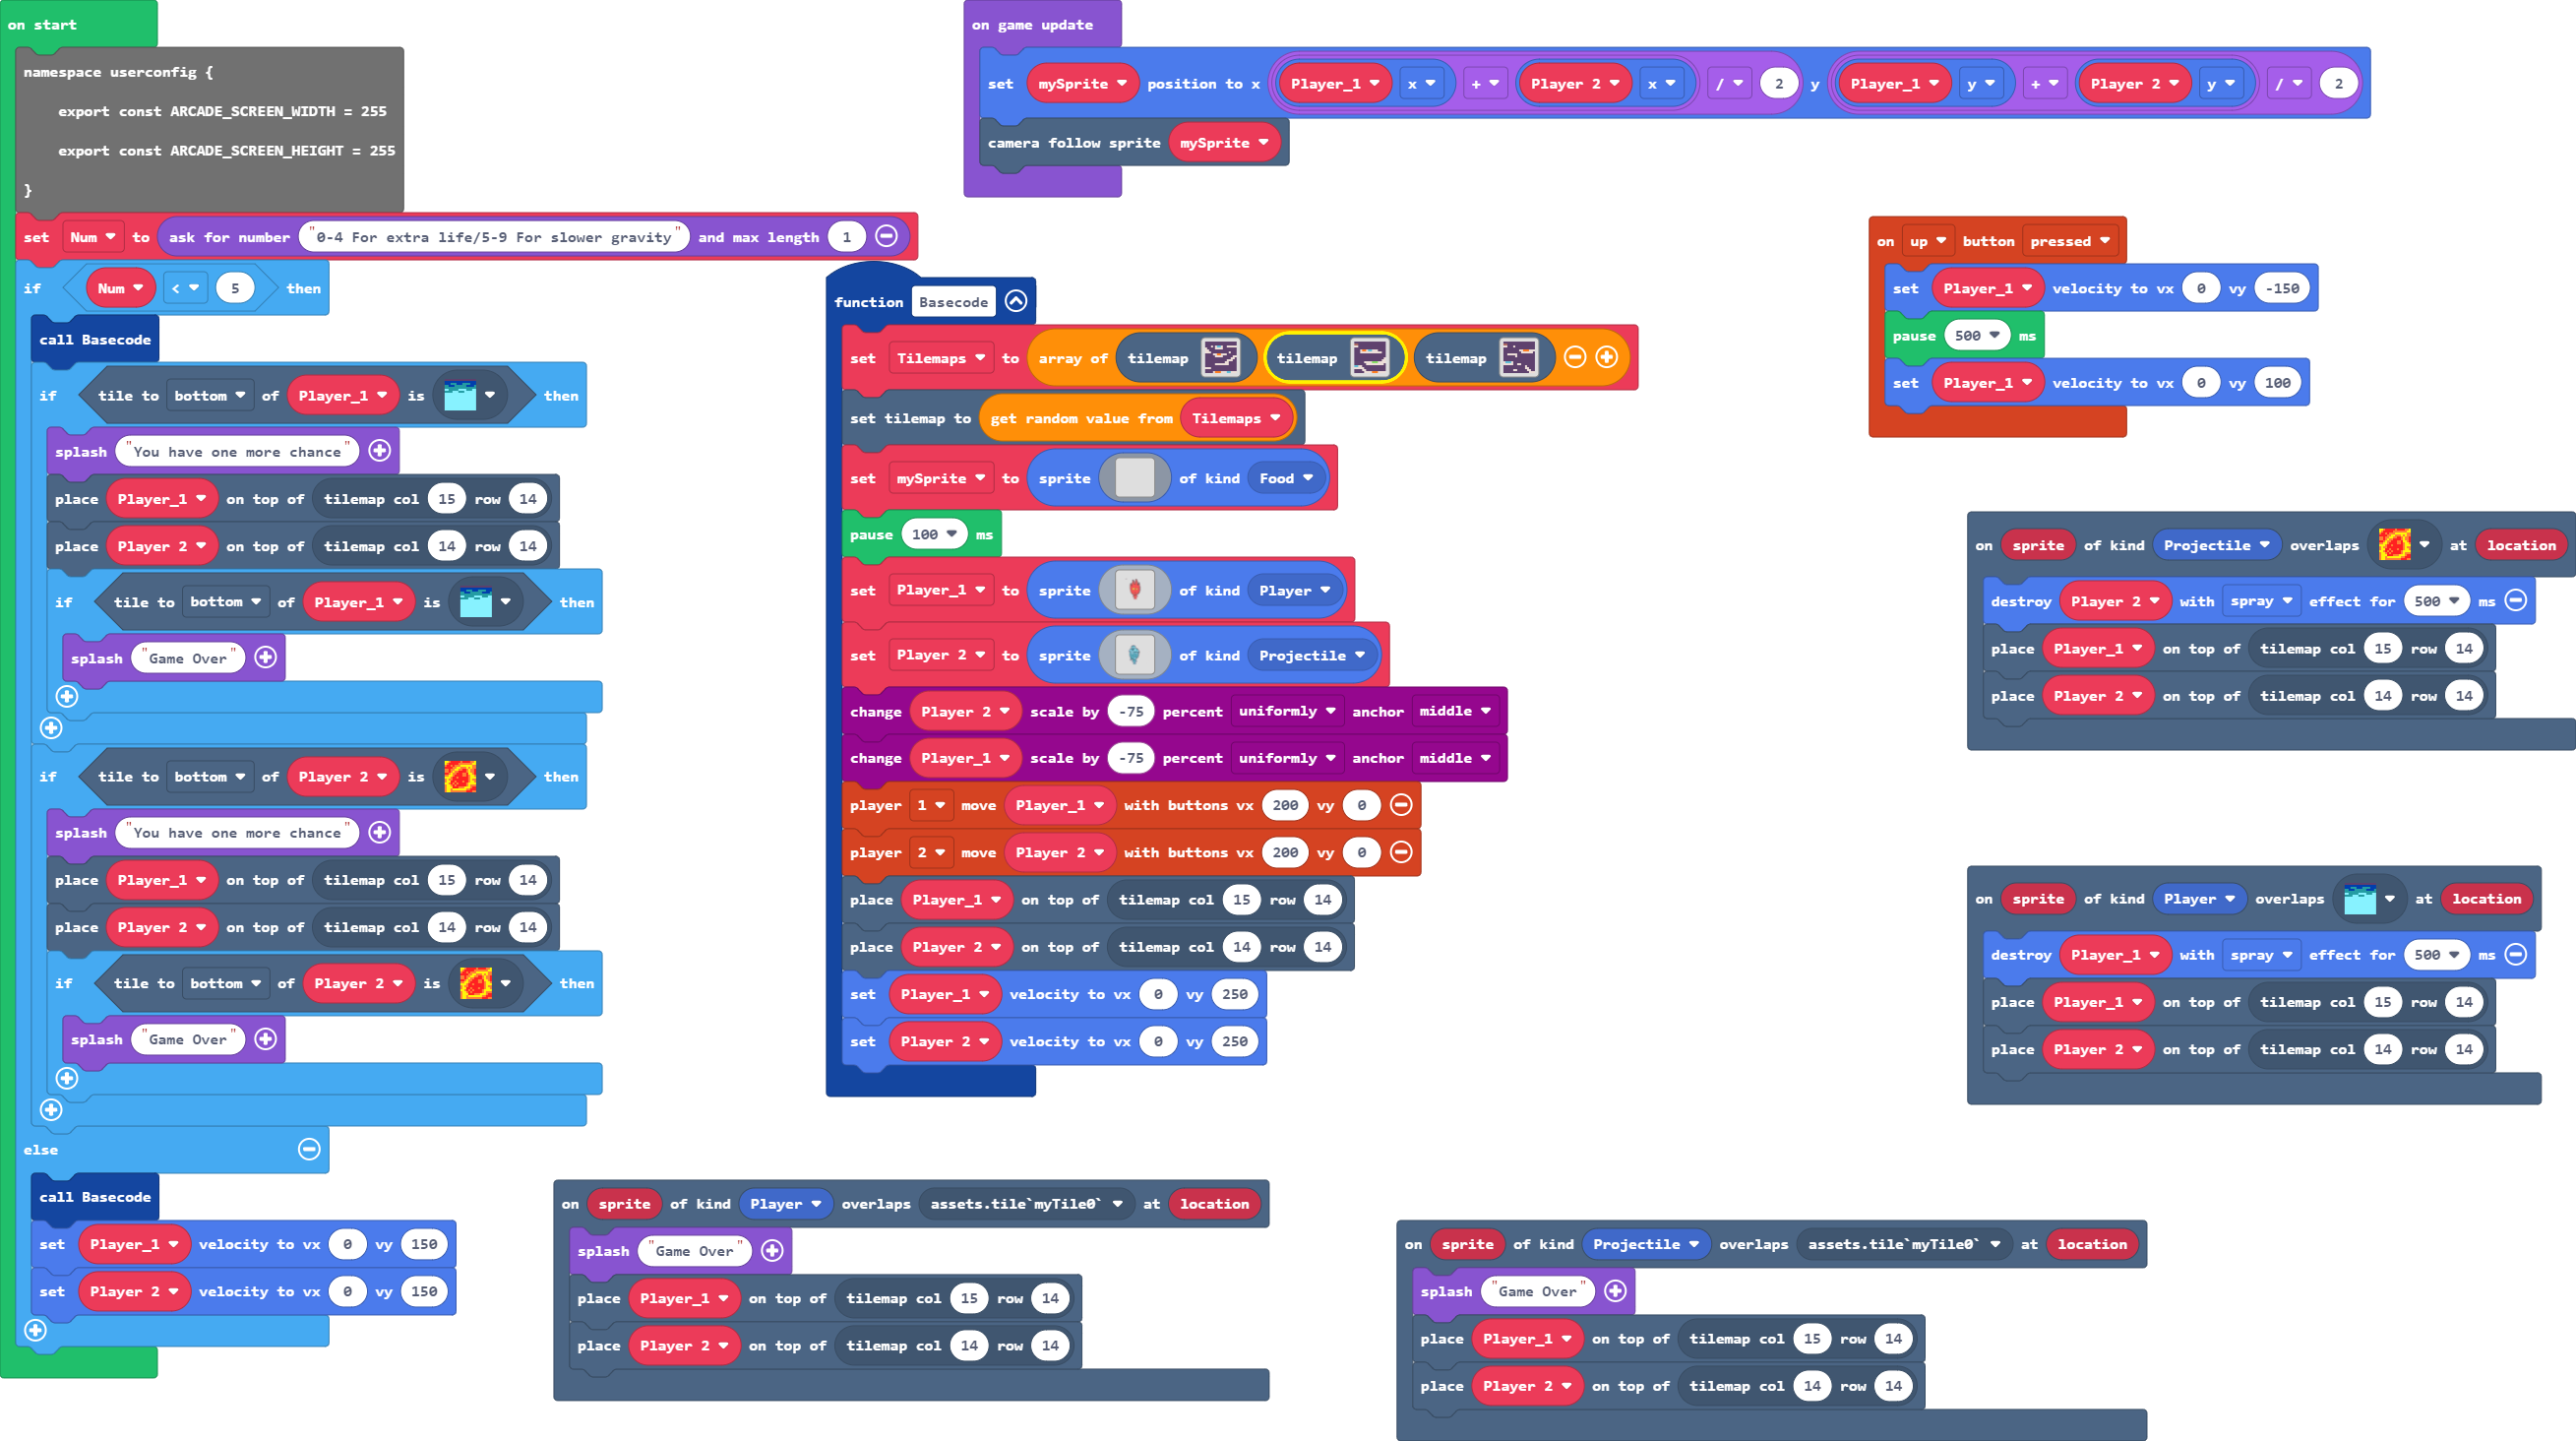 on start
namespace userconfig {
export const ARCADE_SCREEN_WIDTH = 255
export const ARCADE_SCREEN_HEIGHT = 255
}
set Num to ask for number "0-4 For extra life/5-9 For slower gravity" and max length 1
if Num < 5 then
call Basecode
if tile to bottom of Player_1 is then
splash "You have one more chance"
place Player_1 on top of tilemap col 15 row 14
place Player 2 on top of tilemap col 14 row 14
if tile to bottom of Player_1 is then
splash "Game Over"
if tile to bottom of Player 2 is then
splash "You have one more chance"
place Player_1 on top of tilemap col 15 row 14
place Player 2 on top of tilemap col 14 row 14
if tile to bottom of Player 2 is then
splash "Game Over"
else
call Basecode
set Player_1 velocity to vx 0 vy 150
set Player 2 velocity to vx 0 vy 150
on game update
set mySprite position to x Player_1 x + Player 2 x / 2 y Player_1 y + Player 2 y / 2
camera follow sprite mySprite
function Basecode
set Tilemaps to array of tilemap tilemap tilemap
set tilemap to get random value from Tilemaps
set mySprite to sprite of kind Food
pause 100 ms
set Player_1 to sprite of kind Player
set Player 2 to sprite of kind Projectile
change Player 2 scale by -75 percent uniformly anchor middle
change Player_1 scale by -75 percent uniformly anchor middle
player 1 move Player_1 with buttons vx 200 vy 0
player 2 move Player 2 with buttons vx 200 vy 0
place Player_1 on top of tilemap col 15 row 14
place Player 2 on top of tilemap col 14 row 14
set Player_1 velocity to vx 0 vy 250
set Player 2 velocity to vx 0 vy 250
on up button pressed
set Player_1 velocity to vx 0 vy -150
pause 500 ms
set Player_1 velocity to vx 0 vy 100
on sprite of kind Projectile overlaps at location
destroy Player 2 with spray effect for 500 ms
place Player_1 on top of tilemap col 15 row 14
place Player 2 on top of tilemap col 14 row 14
on sprite of kind Player overlaps at location
destroy Player_1 with spray effect for 500 ms
place Player_1 on top of tilemap col 15 row 14
place Player 2 on top of tilemap col 14 row 14
on sprite of kind Player overlaps assets.tile`myTile0` at location
splash "Game Over"
place Player_1 on top of tilemap col 15 row 14
place Player 2 on top of tilemap col 14 row 14
on sprite of kind Projectile overlaps assets.tile`myTile0` at location
splash "Game Over"
place Player_1 on top of tilemap col 15 row 14
place Player 2 on top of tilemap col 14 row 14